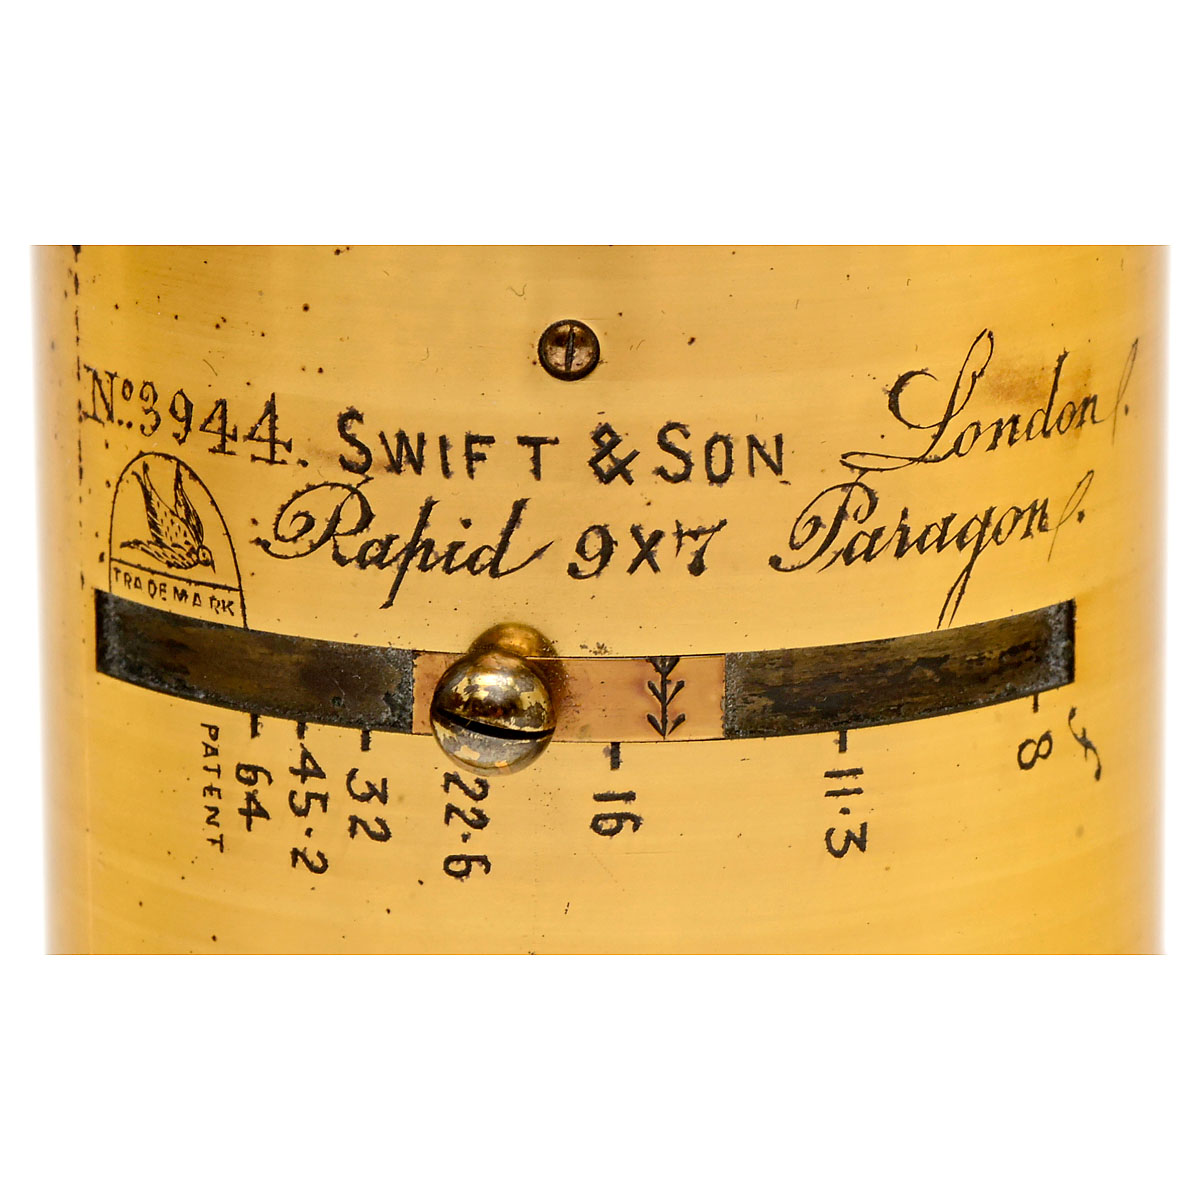 Nº 3944. SWIFT & SON London.
Rapid 9X7 Paragon.
TRADEMARK
PATENT
64
45·2
32
22·6
16
11·3
8
f